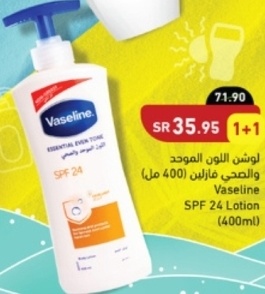 Vaseline
ESSENTIAL EVEN TONE
اللون الموحد والصحي
SPF 24
71.90
SR 35.95
1+1
لوشن اللون الموحد
والصحي فازلين (400 مل)
Vaseline
SPF 24 Lotion
(400ml)